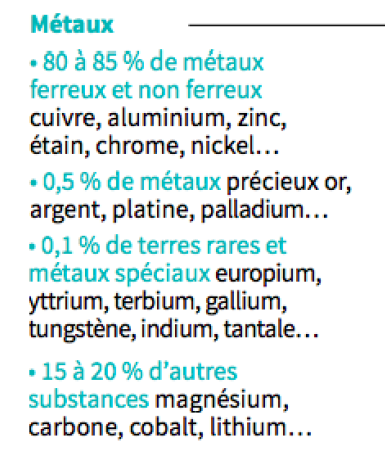 Métaux
• 80 à 85 % de métaux
ferreux et non ferreux
cuivre, aluminium, zinc,
étain, chrome, nickel…
• 0,5 % de métaux précieux or,
argent, platine, palladium…
• 0,1 % de terres rares et
métaux spéciaux europium,
yttrium, terbium, gallium,
tungstène, indium, tantale…
• 15 à 20 % d’autres
substances magnésium,
carbone, cobalt, lithium…